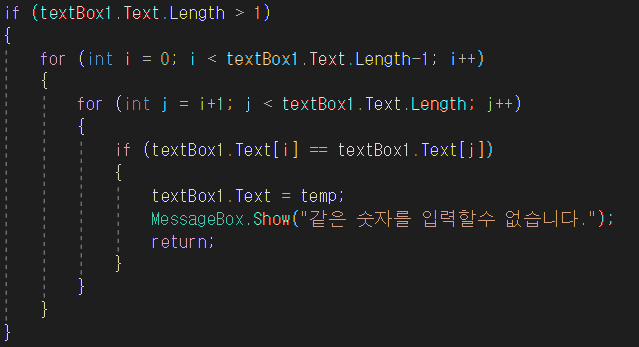 if (textBox1.Text.Length > 1)
{
for (int i = 0; i < textBox1.Text.Length-1; i++)
{
for (int j = i+1; j < textBox1.Text.Length; j++)
{
if (textBox1.Text[i] == textBox1.Text[j])
{
textBox1.Text = temp;
MessageBox.Show("같은 숫자를 입력할수 없습니다.");
return;
}
}
}
}